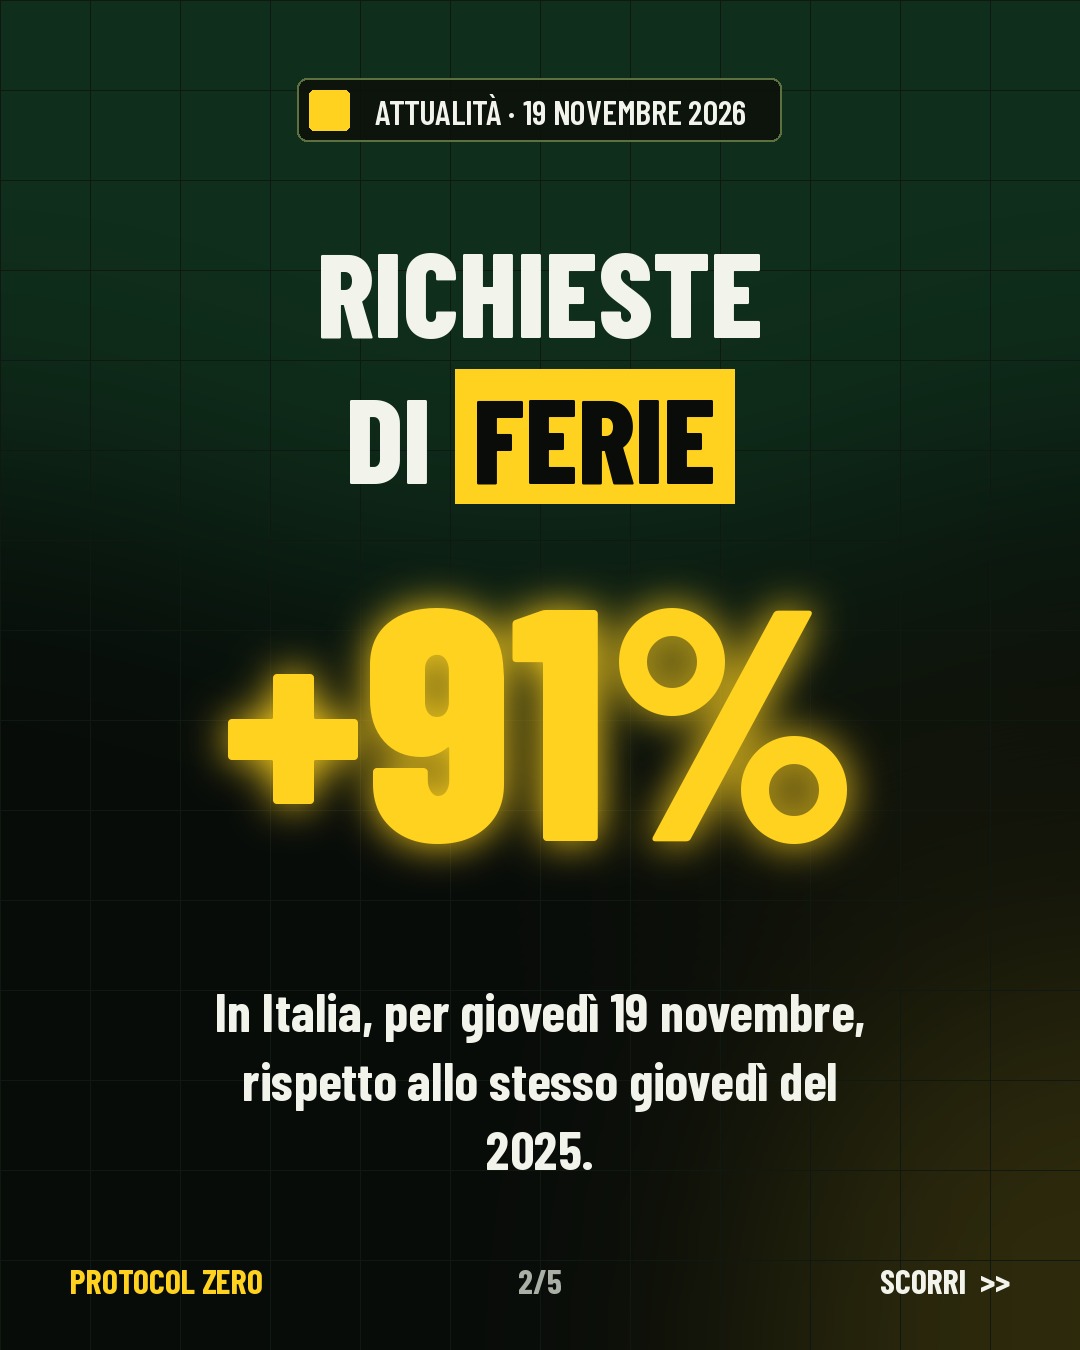 ATTUALITÀ · 19 NOVEMBRE 2026
RICHIESTE
DI FERIE
+91%
In Italia, per giovedì 19 novembre,
rispetto allo stesso giovedì del
2025.
PROTOCOL ZERO
2/5
SCORRI >>